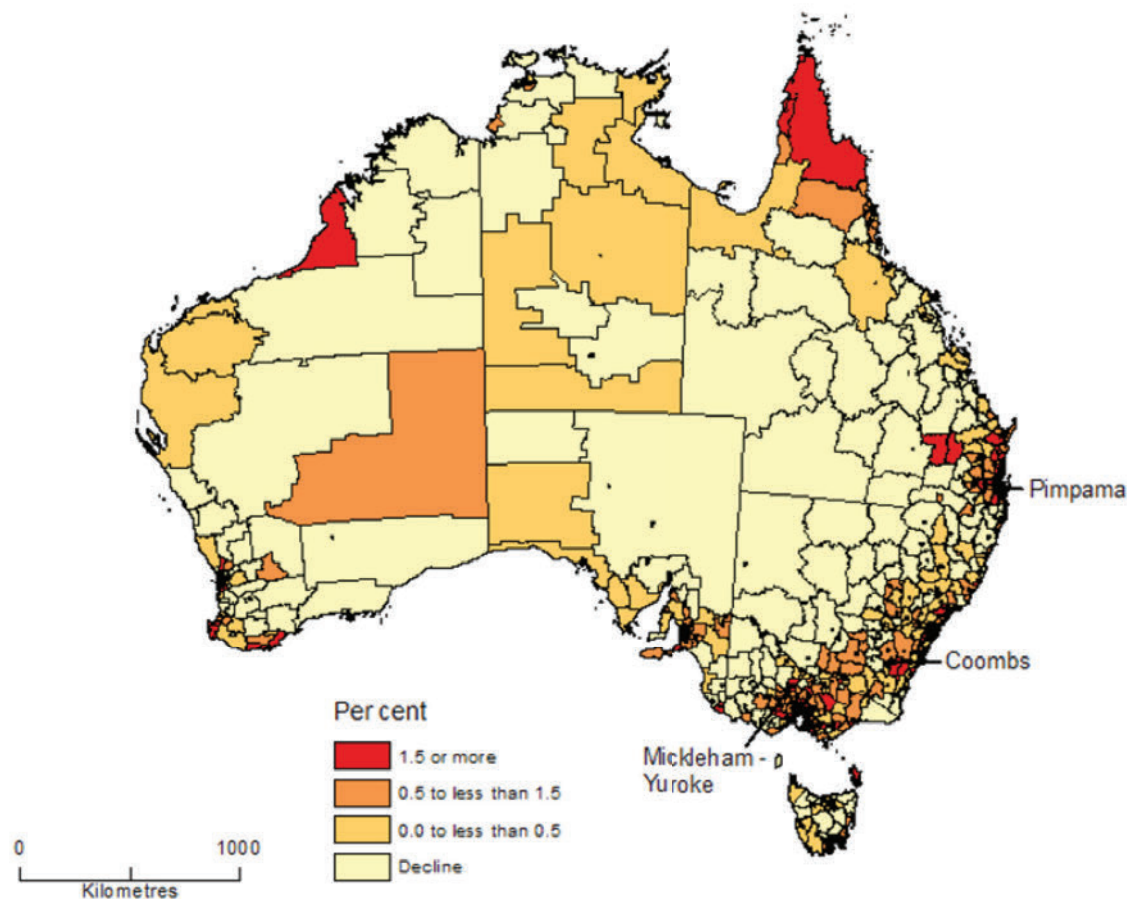 Pimpama
Coombs
Mickleham -
Yuroke
Per cent
1.5 or more
0.5 to less than 1.5
0.0 to less than 0.5
Decline
0 1000
Kilometres